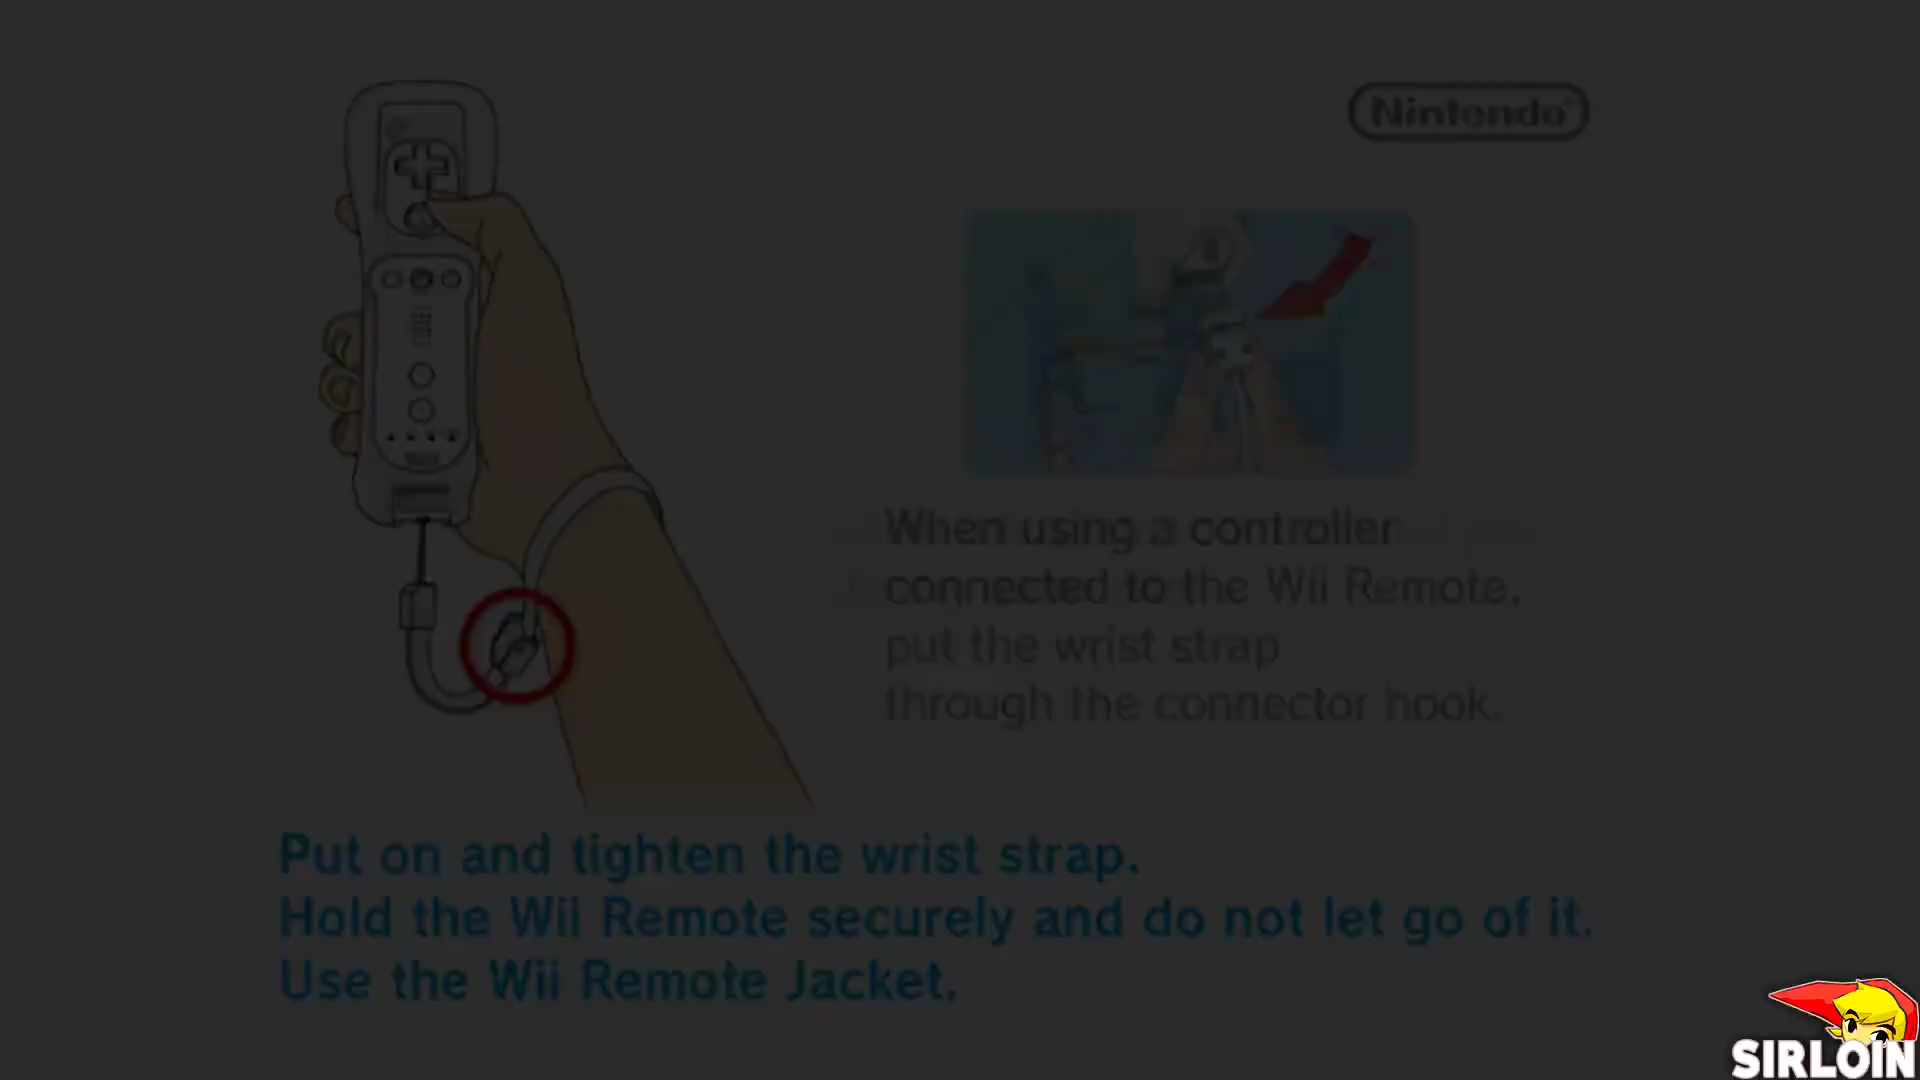 Nintendo®
When using a controller
connected to the Wii Remote,
put the wrist strap
through the connector hook.
Put on and tighten the wrist strap.
Hold the Wii Remote securely and do not let go of it.
Use the Wii Remote Jacket.
SIRLOIN